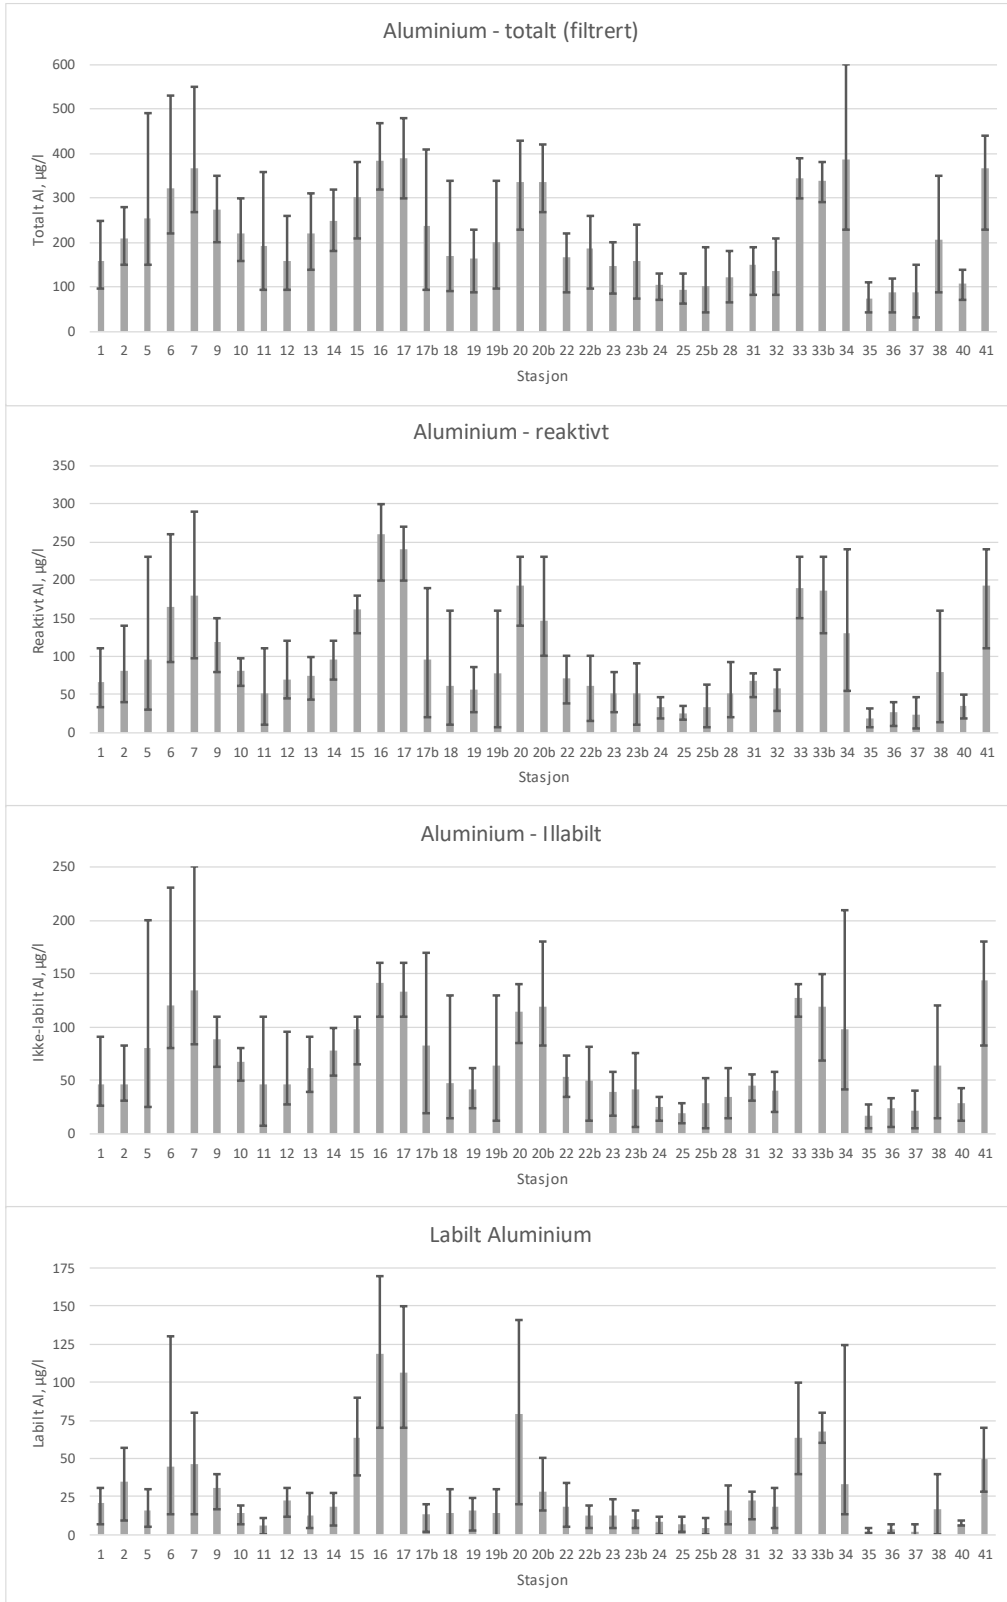 Aluminium - totalt (filtrert)
600
500
400
300
200
100
0
Totalt Al, µg/l
1 2 5 6 7 9 10 11 12 13 14 15 16 17 17b 18 19 19b 20 20b 22 22b 23 23b 24 25 25b 28 31 32 33 33b 34 35 36 37 38 40 41
Stasjon
Aluminium - reaktivt
350
300
250
200
150
100
50
0
Reaktivt Al, µg/l
1 2 5 6 7 9 10 11 12 13 14 15 16 17 17b 18 19 19b 20 20b 22 22b 23 23b 24 25 25b 28 31 32 33 33b 34 35 36 37 38 40 41
Stasjon
Aluminium - Illabilt
250
200
150
100
50
0
Ikke-labilt Al, µg/l
1 2 5 6 7 9 10 11 12 13 14 15 16 17 17b 18 19 19b 20 20b 22 22b 23 23b 24 25 25b 28 31 32 33 33b 34 35 36 37 38 40 41
Stasjon
Labilt Aluminium
175
150
125
100
75
50
25
0
Labilt Al, µg/l
1 2 5 6 7 9 10 11 12 13 14 15 16 17 17b 18 19 19b 20 20b 22 22b 23 23b 24 25 25b 28 31 32 33 33b 34 35 36 37 38 40 41
Stasjon